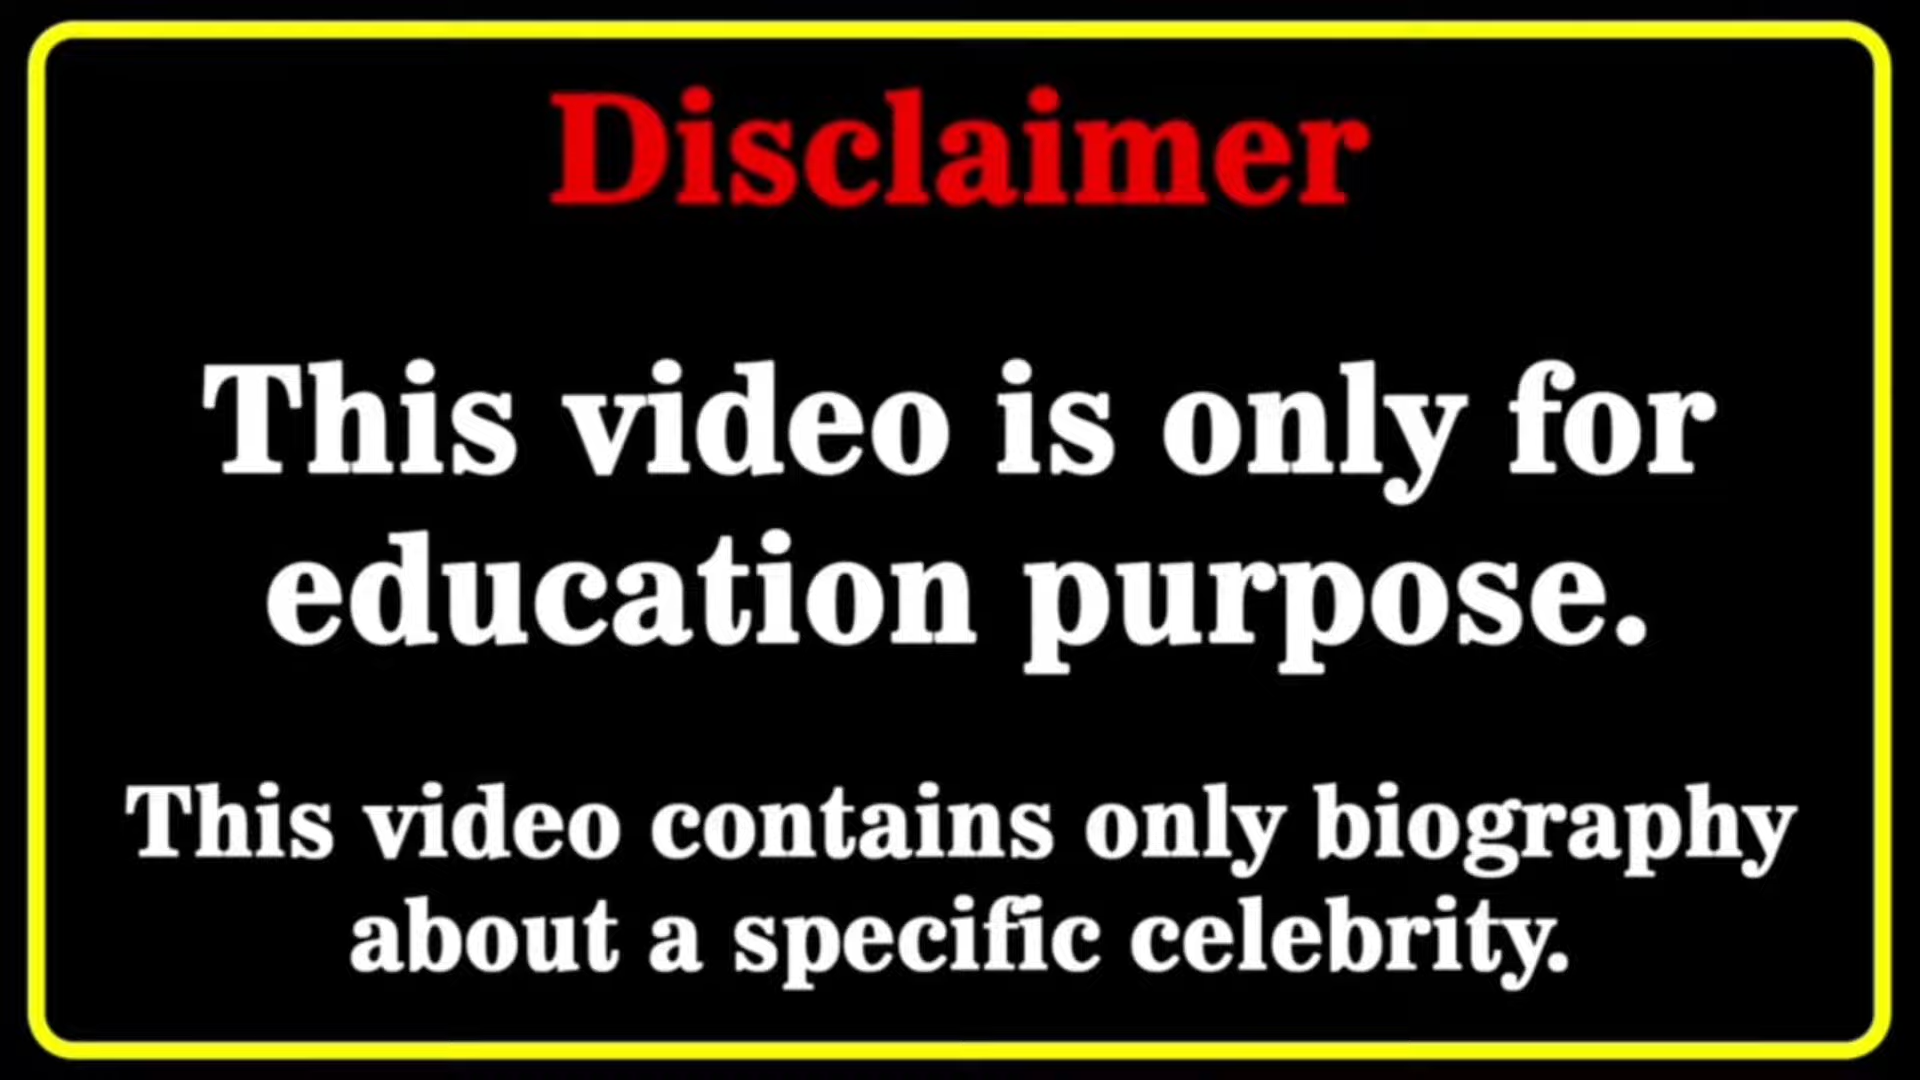 Disclaimer
This video is only for
education purpose.
This video contains only biography
about a specific celebrity.